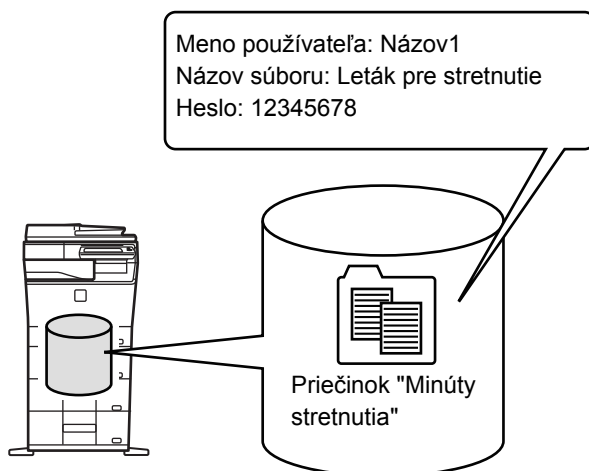 Meno používateľa: Názov1
Názov súboru: Leták pre stretnutie
Heslo: 12345678
Priečinok "Minúty
stretnutia"